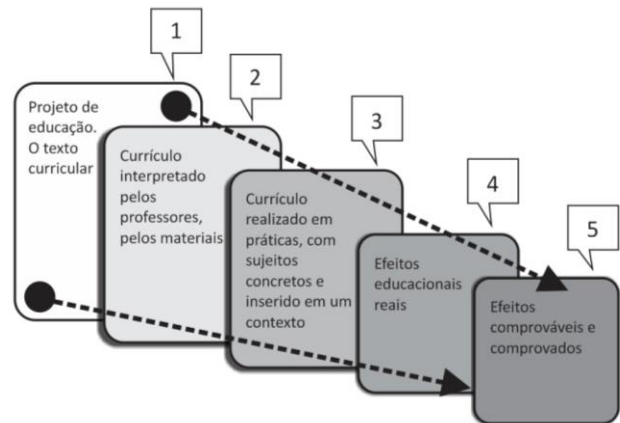 1
Projeto de
educação.
O texto
curricular
2
Currículo
interpretado
pelos
professores,
pelos materiais
3
Currículo
realizado em
práticas, com
sujeitos
concretos e
inserido em um
contexto
4
Efeitos
educacionais
reais
5
Efeitos
comprováveis e
comprovados